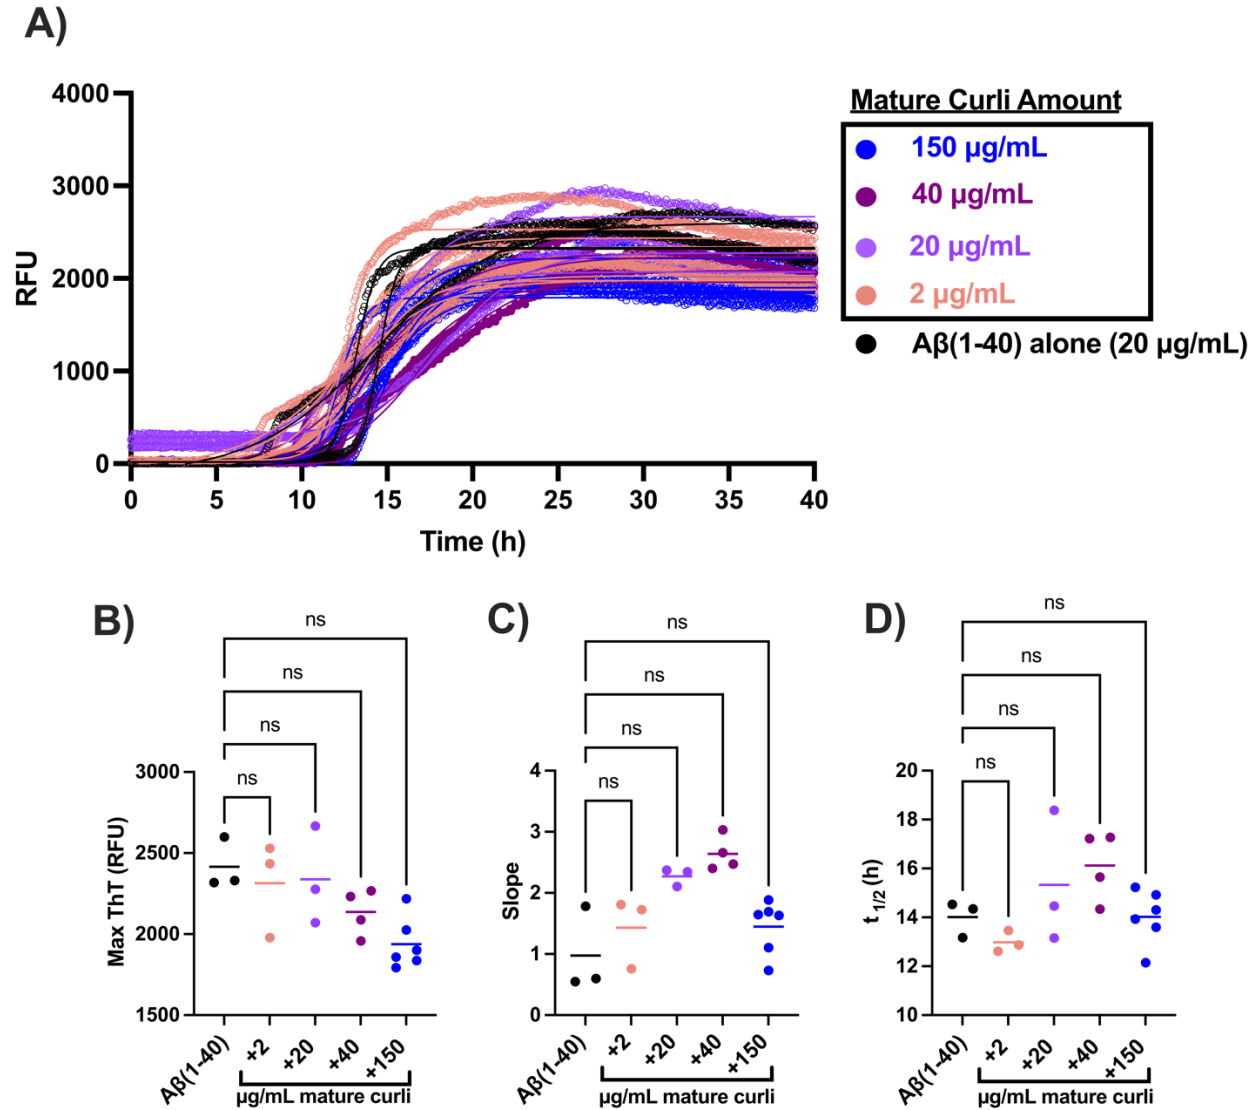 A)
4000
3000
2000
1000
0
RFU
0 5 10 15 20 25 30 35 40
Time (h)
Mature Curli Amount
150 µg/mL
40 µg/mL
20 µg/mL
2 µg/mL
Aβ(1-40) alone (20 µg/mL)
B)
ns
ns
ns
ns
3000
2500
2000
1500
Max ThT (RFU)
Aβ(1-40) +2 +20 +40 +150
µg/mL mature curli
C)
ns
ns
ns
ns
4
3
2
1
0
Slope
Aβ(1-40) +2 +20 +40 +150
µg/mL mature curli
D)
ns
ns
ns
ns
20
18
16
14
12
10
t1/2 (h)
Aβ(1-40) +2 +20 +40 +150
µg/mL mature curli